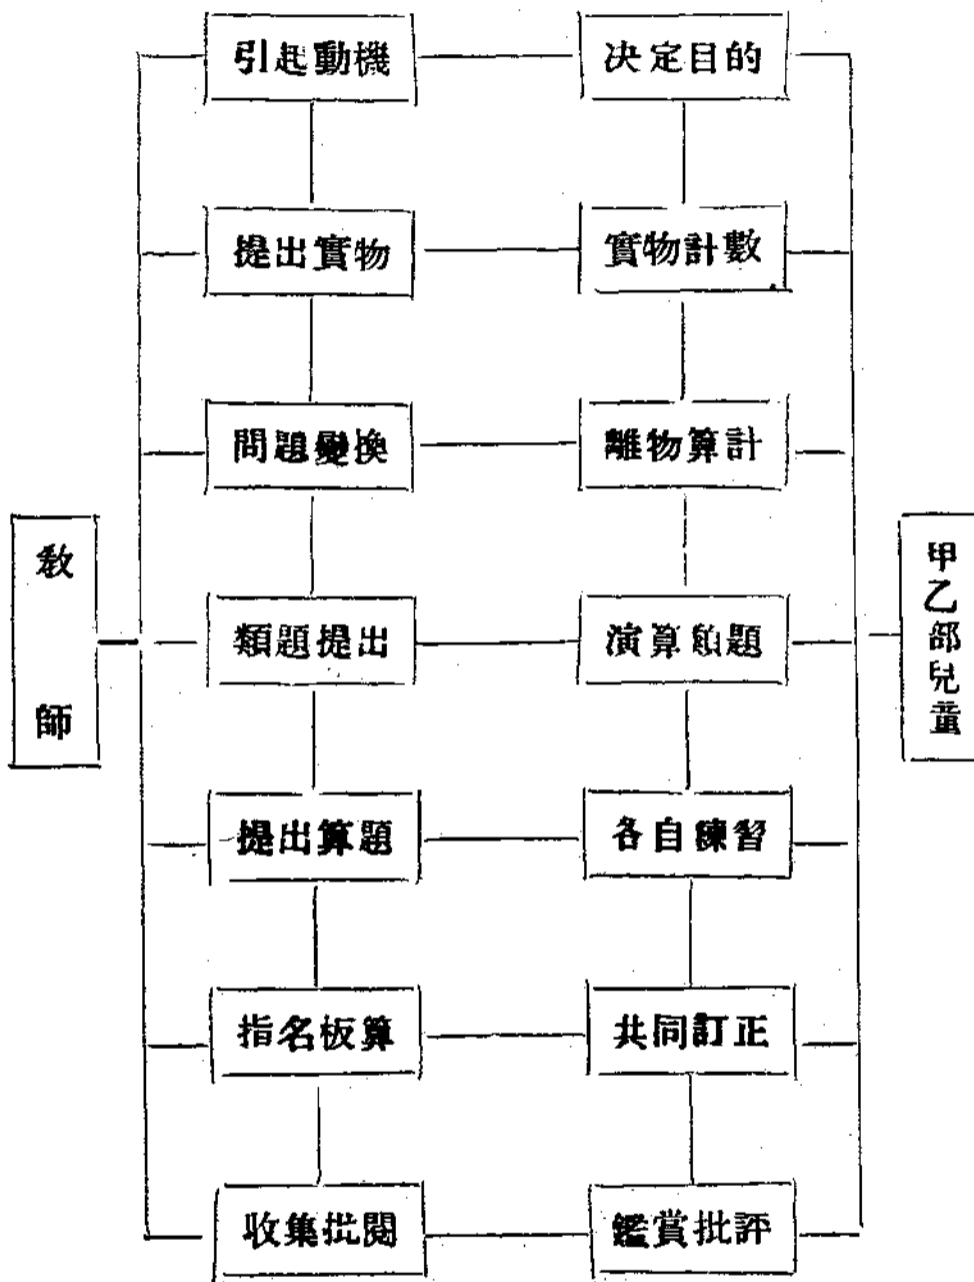 引起動機
决定目的
提出實物
實物計數
問題變換
離物算計
教師
類題提出
演算類題
甲乙部兒童
提出算題
各自練習
指名板算
共同訂正
收集批閱
鑑賞批評